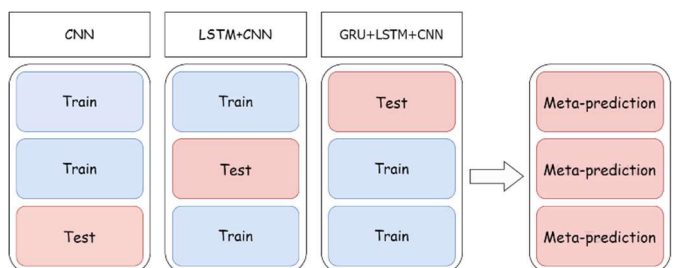 CNN
LSTM+CNN
GRU+LSTM+CNN
Train
Train
Test
Meta-prediction
Train
Test
Train
Meta-prediction
Test
Train
Train
Meta-prediction